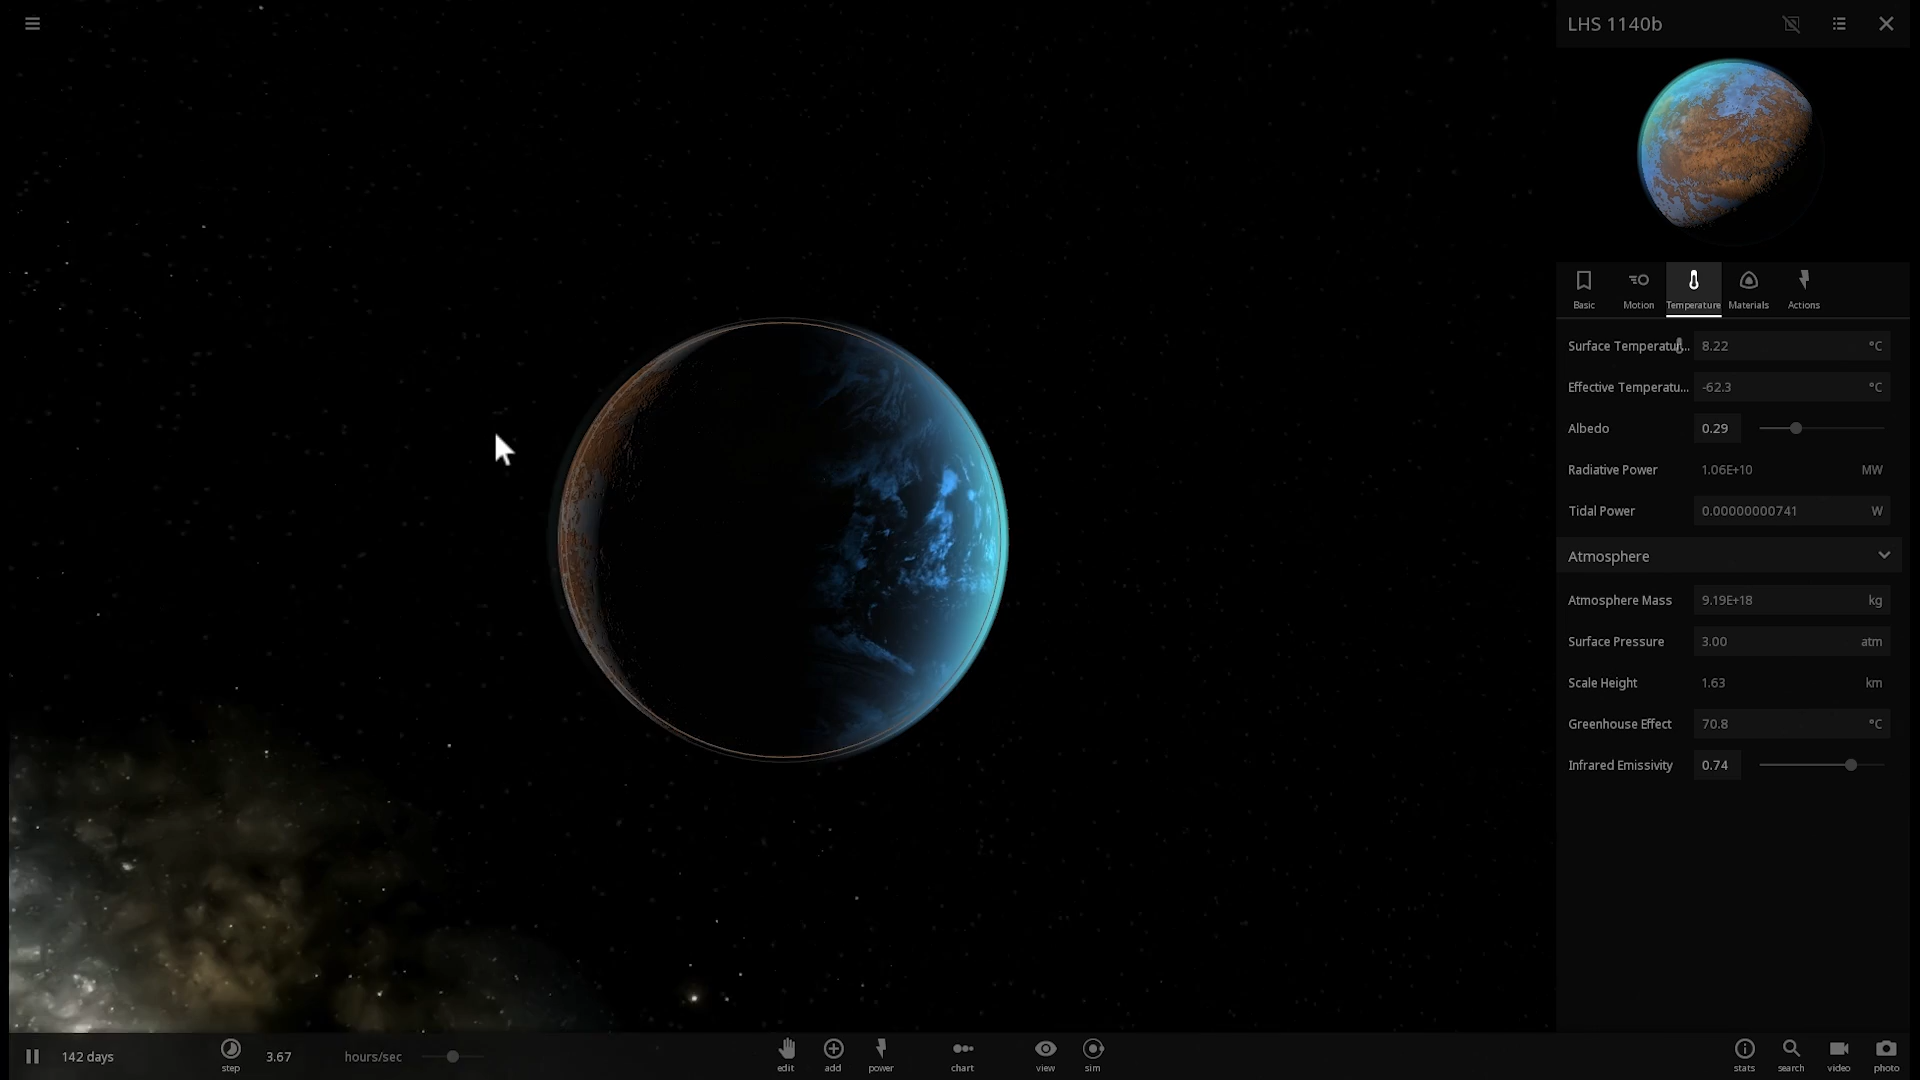 LHS 1140b
Basic
Motion
Temperature
Materials
Actions
Surface Temperatu... 8.22 °C
Effective Temperatu... -62.3 °C
Albedo 0.29
Radiative Power 1.06E+10 MW
Tidal Power 0.00000000741 W
Atmosphere
Atmosphere Mass 9.19E+18 kg
Surface Pressure 3.00 atm
Scale Height 1.63 km
Greenhouse Effect 70.8 °C
Infrared Emissivity 0.74
142 days
step
3.67
hours/sec
edit
add
power
chart
view
sim
stats
search
video
photo